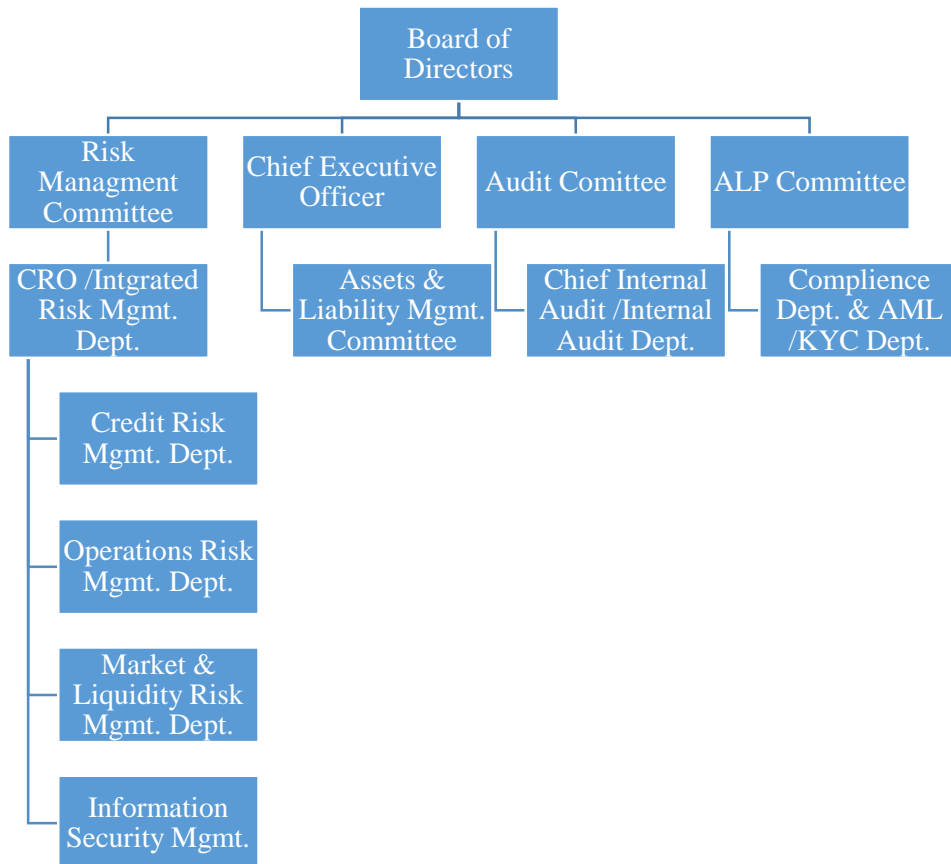 Board of
Directors
Risk
Managment
Committee
Chief Executive
Officer
Audit Comittee
ALP Committee
CRO /Intgrated
Risk Mgmt.
Dept.
Assets &
Liability Mgmt.
Committee
Chief Internal
Audit /Internal
Audit Dept.
Complience
Dept. & AML
/KYC Dept.
Credit Risk
Mgmt. Dept.
Operations Risk
Mgmt. Dept.
Market &
Liquidity Risk
Mgmt. Dept.
Information
Security Mgmt.